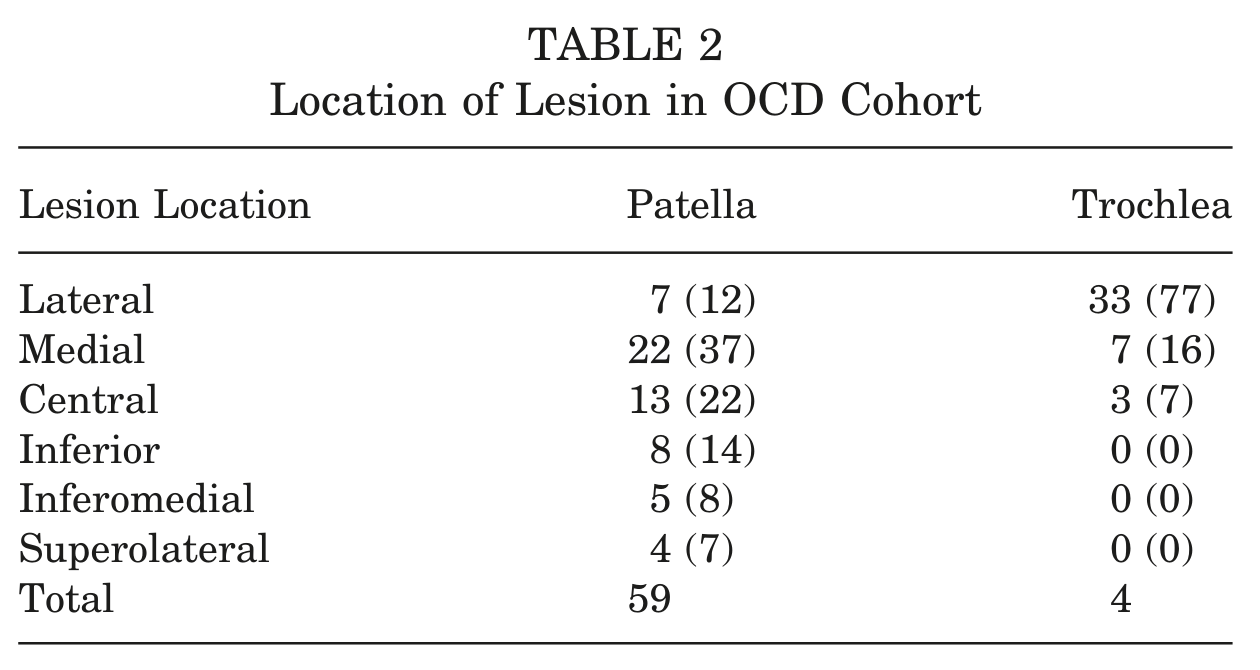 TABLE 2
Location of Lesion in OCD Cohort
Lesion Location Patella Trochlea
Lateral 7 (12) 33 (77)
Medial 22 (37) 7 (16)
Central 13 (22) 3 (7)
Inferior 8 (14) 0 (0)
Inferomedial 5 (8) 0 (0)
Superolateral 4 (7) 0 (0)
Total 59 4